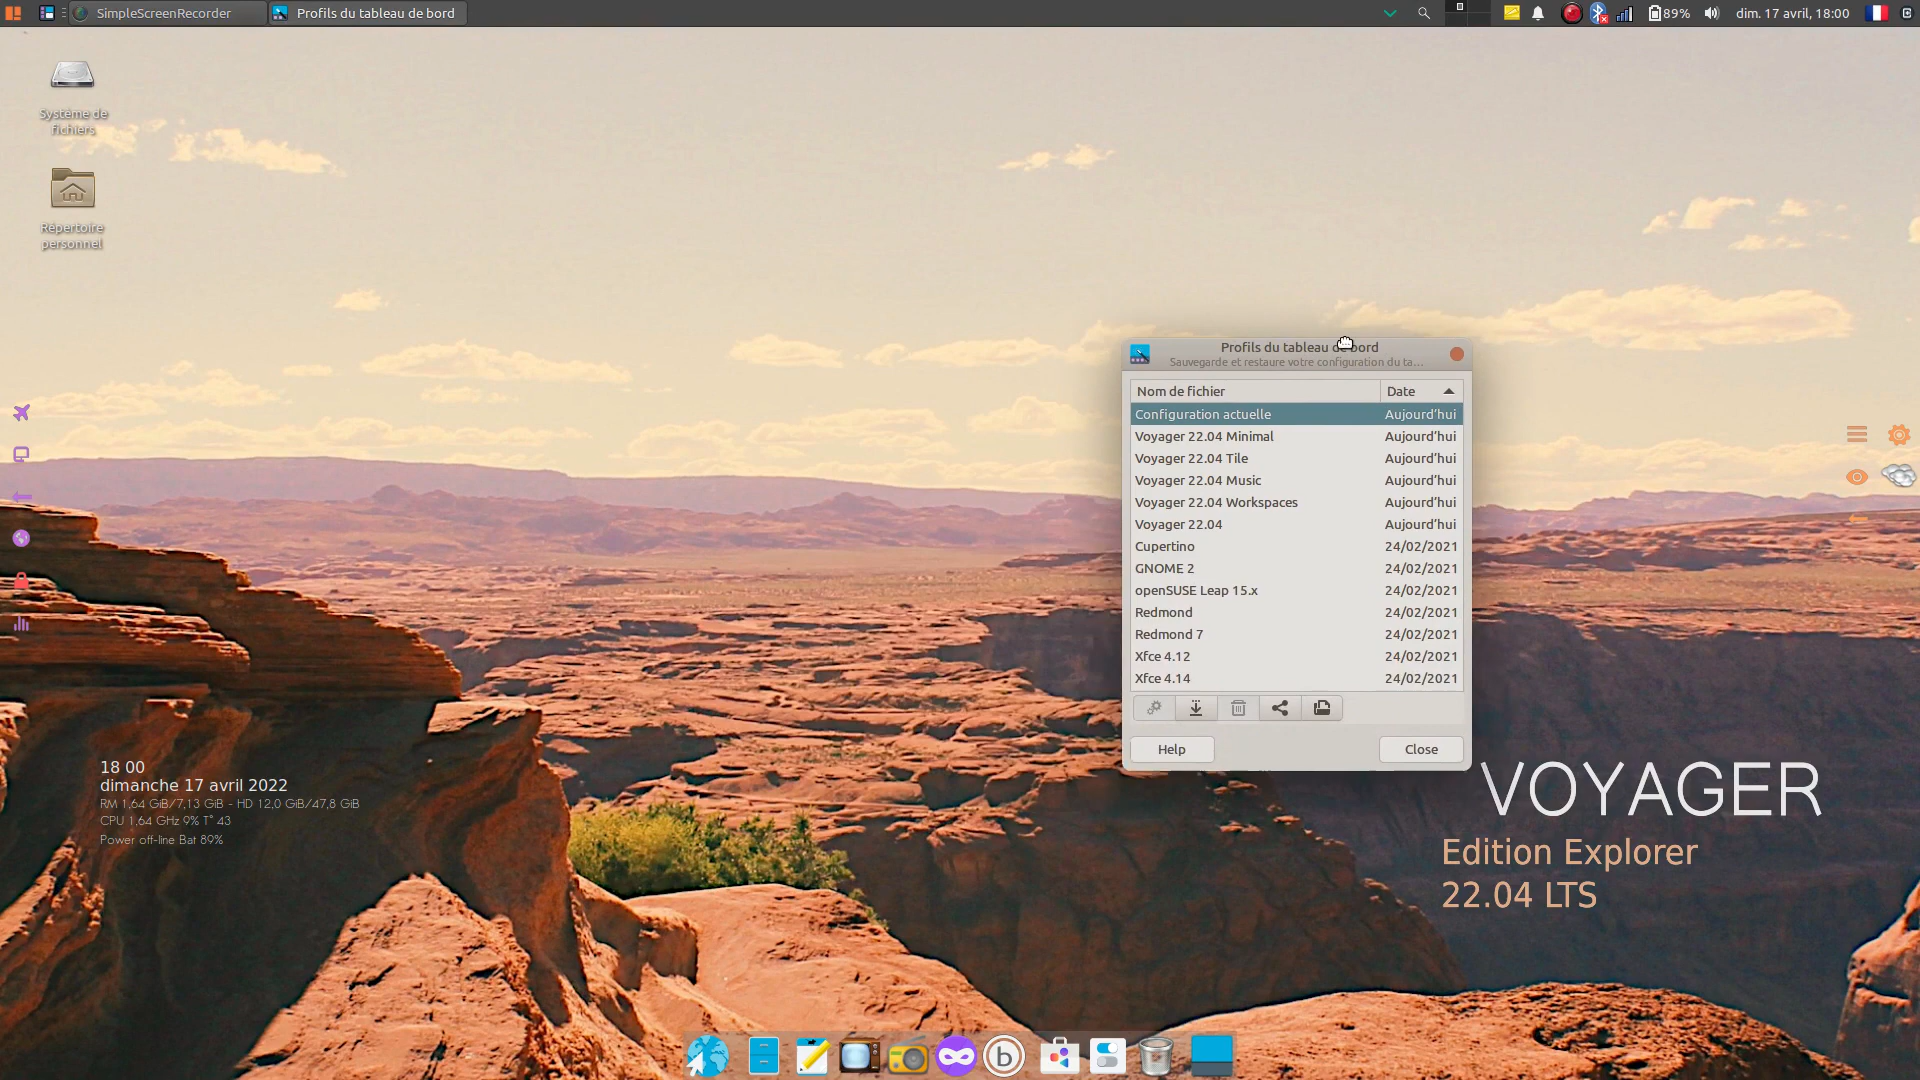 SimpleScreenRecorder
Profils du tableau de bord
89%
dim. 17 avril, 18:00
Système de
fichiers
Répertoire
personnel
Profils du tableau de bord
Sauvegarde et restaure votre configuration du ta...
Nom de fichier Date
Configuration actuelle Aujourd'hui
Voyager 22.04 Minimal Aujourd'hui
Voyager 22.04 Tile Aujourd'hui
Voyager 22.04 Music Aujourd'hui
Voyager 22.04 Workspaces Aujourd'hui
Voyager 22.04 Aujourd'hui
Cupertino 24/02/2021
GNOME 2 24/02/2021
openSUSE Leap 15.x 24/02/2021
Redmond 24/02/2021
Redmond 7 24/02/2021
Xfce 4.12 24/02/2021
Xfce 4.14 24/02/2021
Help Close
18 00
dimanche 17 avril 2022
RM 1,64 GiB/7,13 GiB - HD 12,0 GiB/47,8 GiB
CPU 1,64 GHz 9% T° 43
Power off-line Bat 89%
VOYAGER
Edition Explorer
22.04 LTS
b